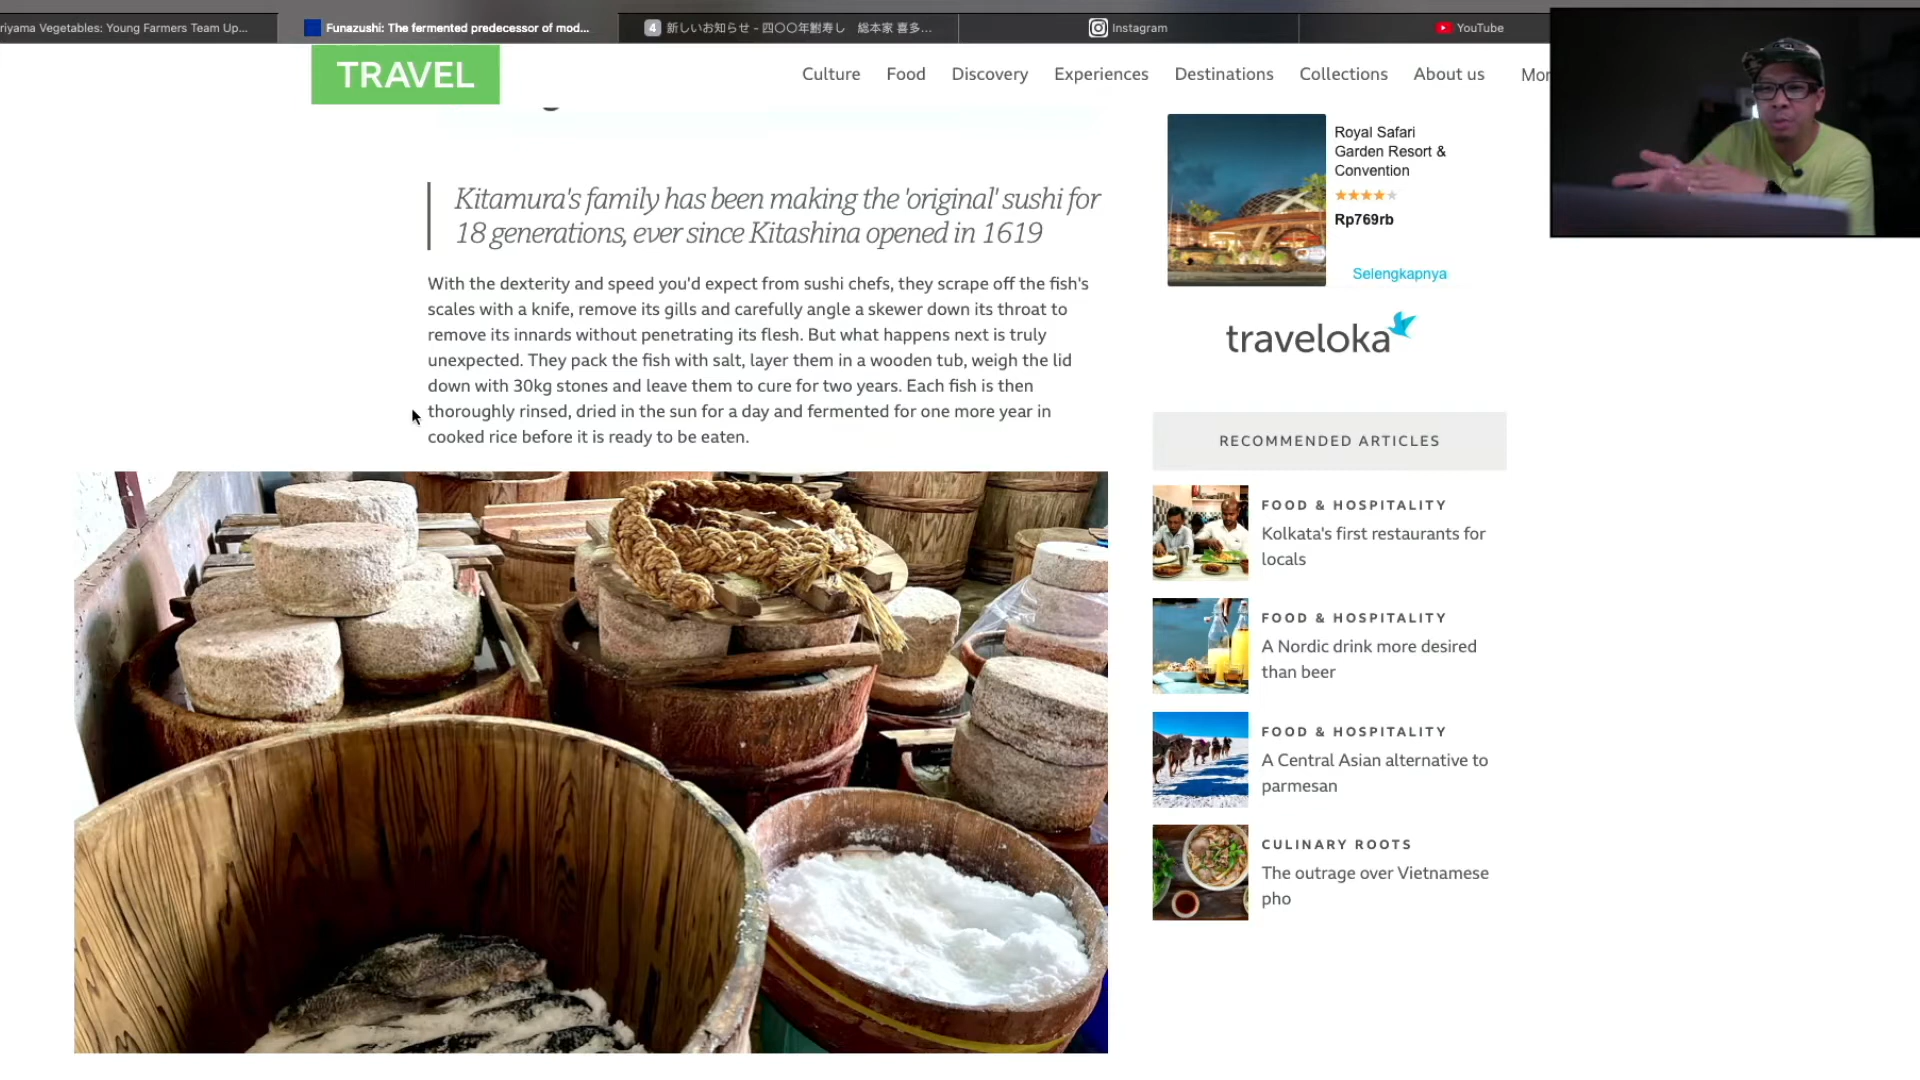 riyama Vegetables: Young Farmers Team Up...
Funazushi: The fermented predecessor of mod...
4 新しいお知らせ - 四〇〇年鮒寿し 総本家 喜多...
Instagram
YouTube
TRAVEL
Culture
Food
Discovery
Experiences
Destinations
Collections
About us
Mor
Kitamura's family has been making the 'original' sushi for
18 generations, ever since Kitashina opened in 1619
With the dexterity and speed you'd expect from sushi chefs, they scrape off the fish's
scales with a knife, remove its gills and carefully angle a skewer down its throat to
remove its innards without penetrating its flesh. But what happens next is truly
unexpected. They pack the fish with salt, layer them in a wooden tub, weigh the lid
down with 30kg stones and leave them to cure for two years. Each fish is then
thoroughly rinsed, dried in the sun for a day and fermented for one more year in
cooked rice before it is ready to be eaten.
Royal Safari
Garden Resort &
Convention
Rp769rb
Selengkapnya
traveloka
RECOMMENDED ARTICLES
FOOD & HOSPITALITY
Kolkata's first restaurants for
locals
FOOD & HOSPITALITY
A Nordic drink more desired
than beer
FOOD & HOSPITALITY
A Central Asian alternative to
parmesan
CULINARY ROOTS
The outrage over Vietnamese
pho